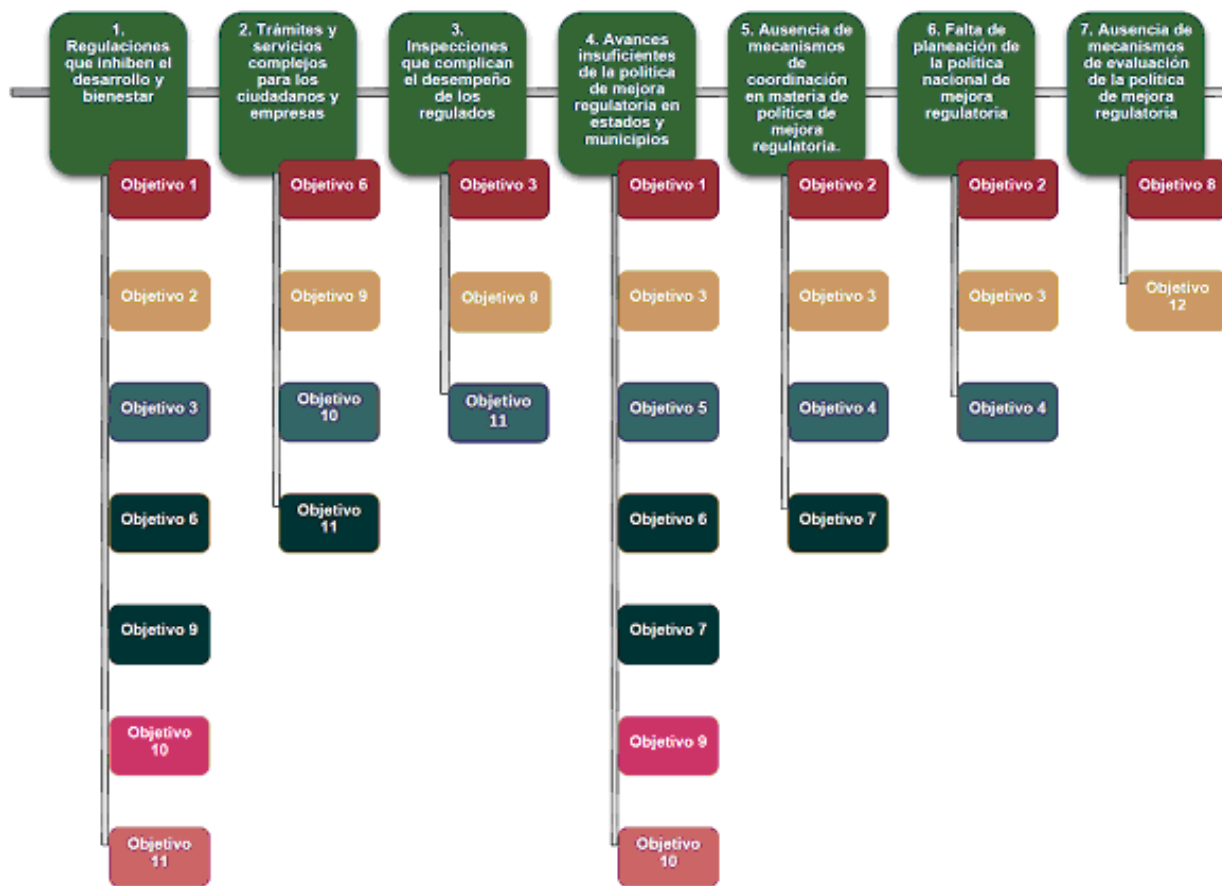 1.
Regulaciones
que inhiben el
desarrollo y
bienestar
Objetivo 1
Objetivo 2
Objetivo 3
Objetivo 6
Objetivo 9
Objetivo
10
Objetivo
11
2. Trámites y
servicios
complejos
para los
ciudadanos y
empresas
Objetivo 6
Objetivo 9
Objetivo
10
Objetivo
11
3.
Inspecciones
que complican
el desempeño
de los
regulados
Objetivo 3
Objetivo 9
Objetivo
11
4. Avances
insuficientes
de la política
de mejora
regulatoria en
estados y
municipios
Objetivo 1
Objetivo 3
Objetivo 5
Objetivo 6
Objetivo 7
Objetivo 9
Objetivo
10
5. Ausencia de
mecanismos
de
coordinación
en materia de
política de
mejora
regulatoria.
Objetivo 2
Objetivo 3
Objetivo 4
Objetivo 7
6. Falta de
planeación de
la política
nacional de
mejora
regulatoria
Objetivo 2
Objetivo 3
Objetivo 4
7. Ausencia de
mecanismos
de evaluación
de la política
de mejora
regulatoria
Objetivo 8
Objetivo
12